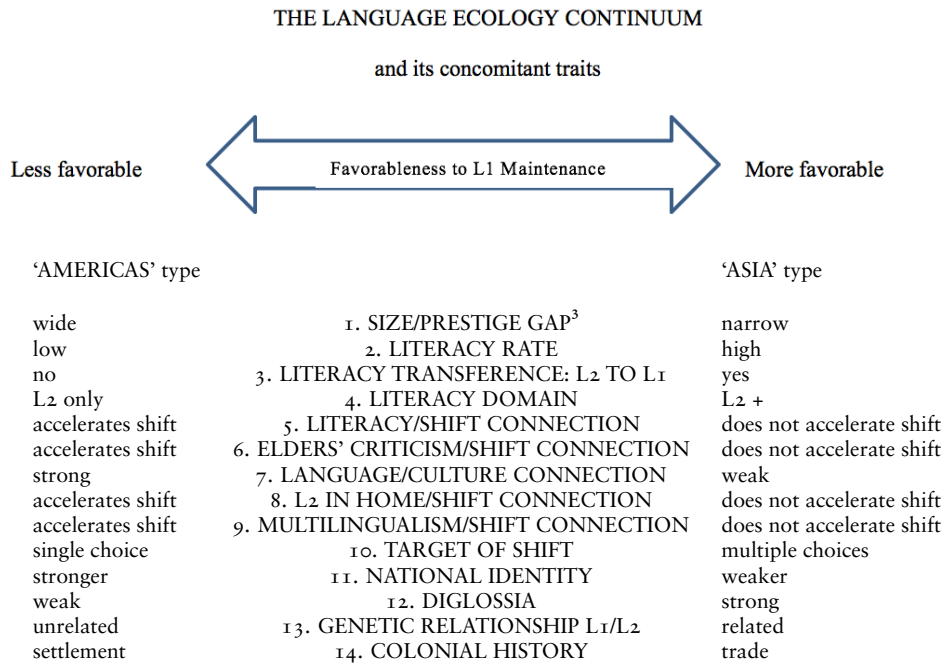 THE LANGUAGE ECOLOGY CONTINUUM
and its concomitant traits
Less favorable Favorableness to L1 Maintenance More favorable
‘AMERICAS’ type ‘ASIA’ type
wide 1. SIZE/PRESTIGE GAP³ narrow
low 2. LITERACY RATE high
no 3. LITERACY TRANSFERENCE: L2 TO L1 yes
L2 only 4. LITERACY DOMAIN L2 +
accelerates shift 5. LITERACY/SHIFT CONNECTION does not accelerate shift
accelerates shift 6. ELDERS’ CRITICISM/SHIFT CONNECTION does not accelerate shift
strong 7. LANGUAGE/CULTURE CONNECTION weak
accelerates shift 8. L2 IN HOME/SHIFT CONNECTION does not accelerate shift
accelerates shift 9. MULTILINGUALISM/SHIFT CONNECTION does not accelerate shift
single choice 10. TARGET OF SHIFT multiple choices
stronger 11. NATIONAL IDENTITY weaker
weak 12. DIGLOSSIA strong
unrelated 13. GENETIC RELATIONSHIP L1/L2 related
settlement 14. COLONIAL HISTORY trade